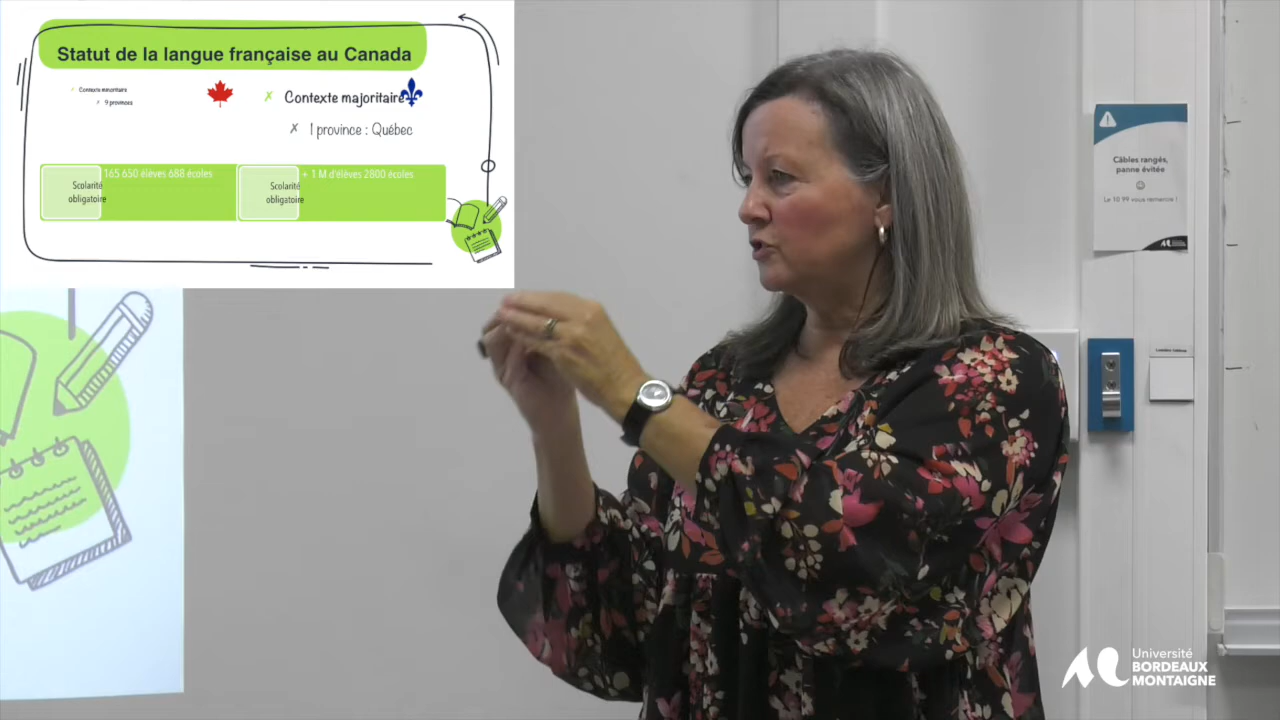 Statut de la langue française au Canada
Contexte minoritaire
9 provinces
Contexte majoritaire
1 province : Québec
Scolarité
obligatoire
165 650 élèves 688 écoles
Scolarité
obligatoire
+ 1 M d'élèves 2800 écoles
Câbles rangés,
panne évitée
Le 10 99 vous remercie !
Université
BORDEAUX
MONTAIGNE